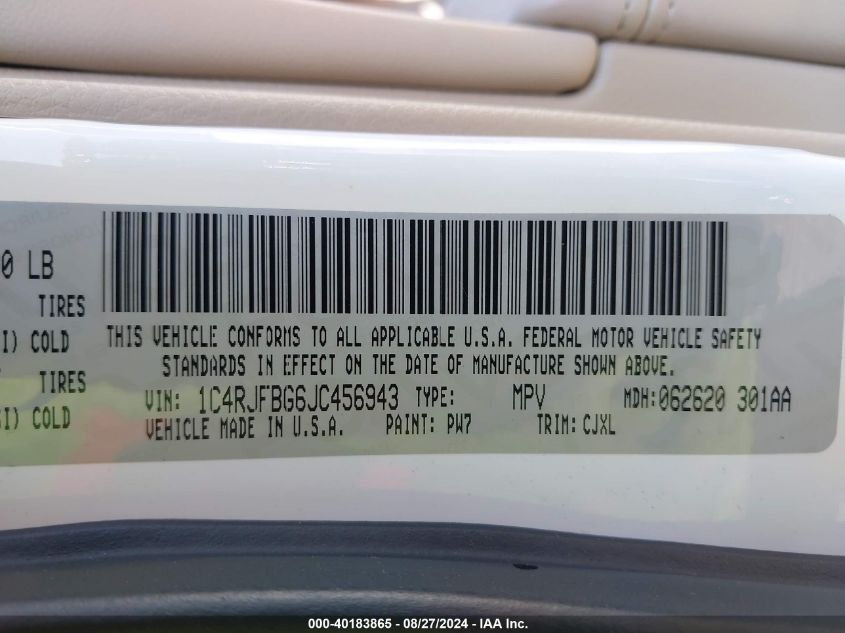 0 LB
TIRES
I) COLD
TIRES
SI) COLD
THIS VEHICLE CONFORMS TO ALL APPLICABLE U.S.A. FEDERAL MOTOR VEHICLE SAFETY
STANDARDS IN EFFECT ON THE DATE OF MANUFACTURE SHOWN ABOVE.
VIN: 1C4RJFBG6JC456943 TYPE: MPV MDH:062620 301AA
VEHICLE MADE IN U.S.A. PAINT: PW7 TRIM: CJXL
000-40183865 - 08/27/2024 - IAA Inc.